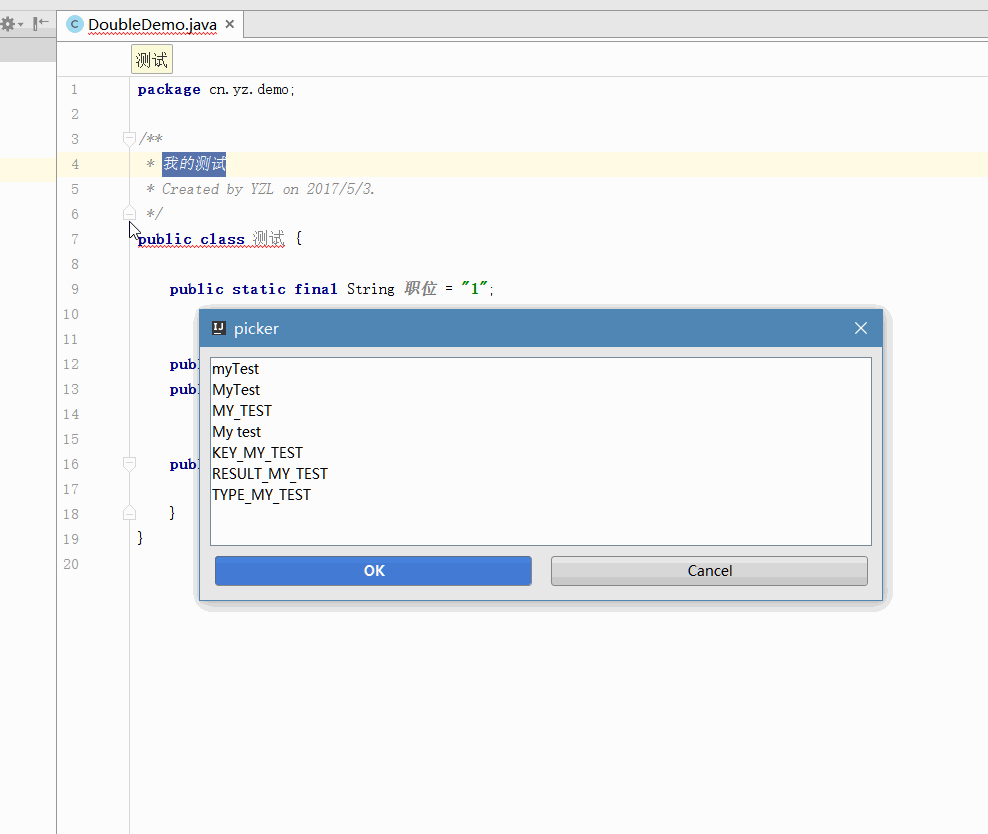 DoubleDemo.java
测试
1 package cn.yz.demo;
2
3 /**
4 * 我的测试
5 * Created by YZL on 2017/5/3.
6 */
7 public class 测试 {
8
9 public static final String 职位 = "1";
10
11
12 publ
13 publ
14
15
16 publ
17
18 }
19 }
20
picker
myTest
MyTest
MY_TEST
My test
KEY_MY_TEST
RESULT_MY_TEST
TYPE_MY_TEST
OK Cancel